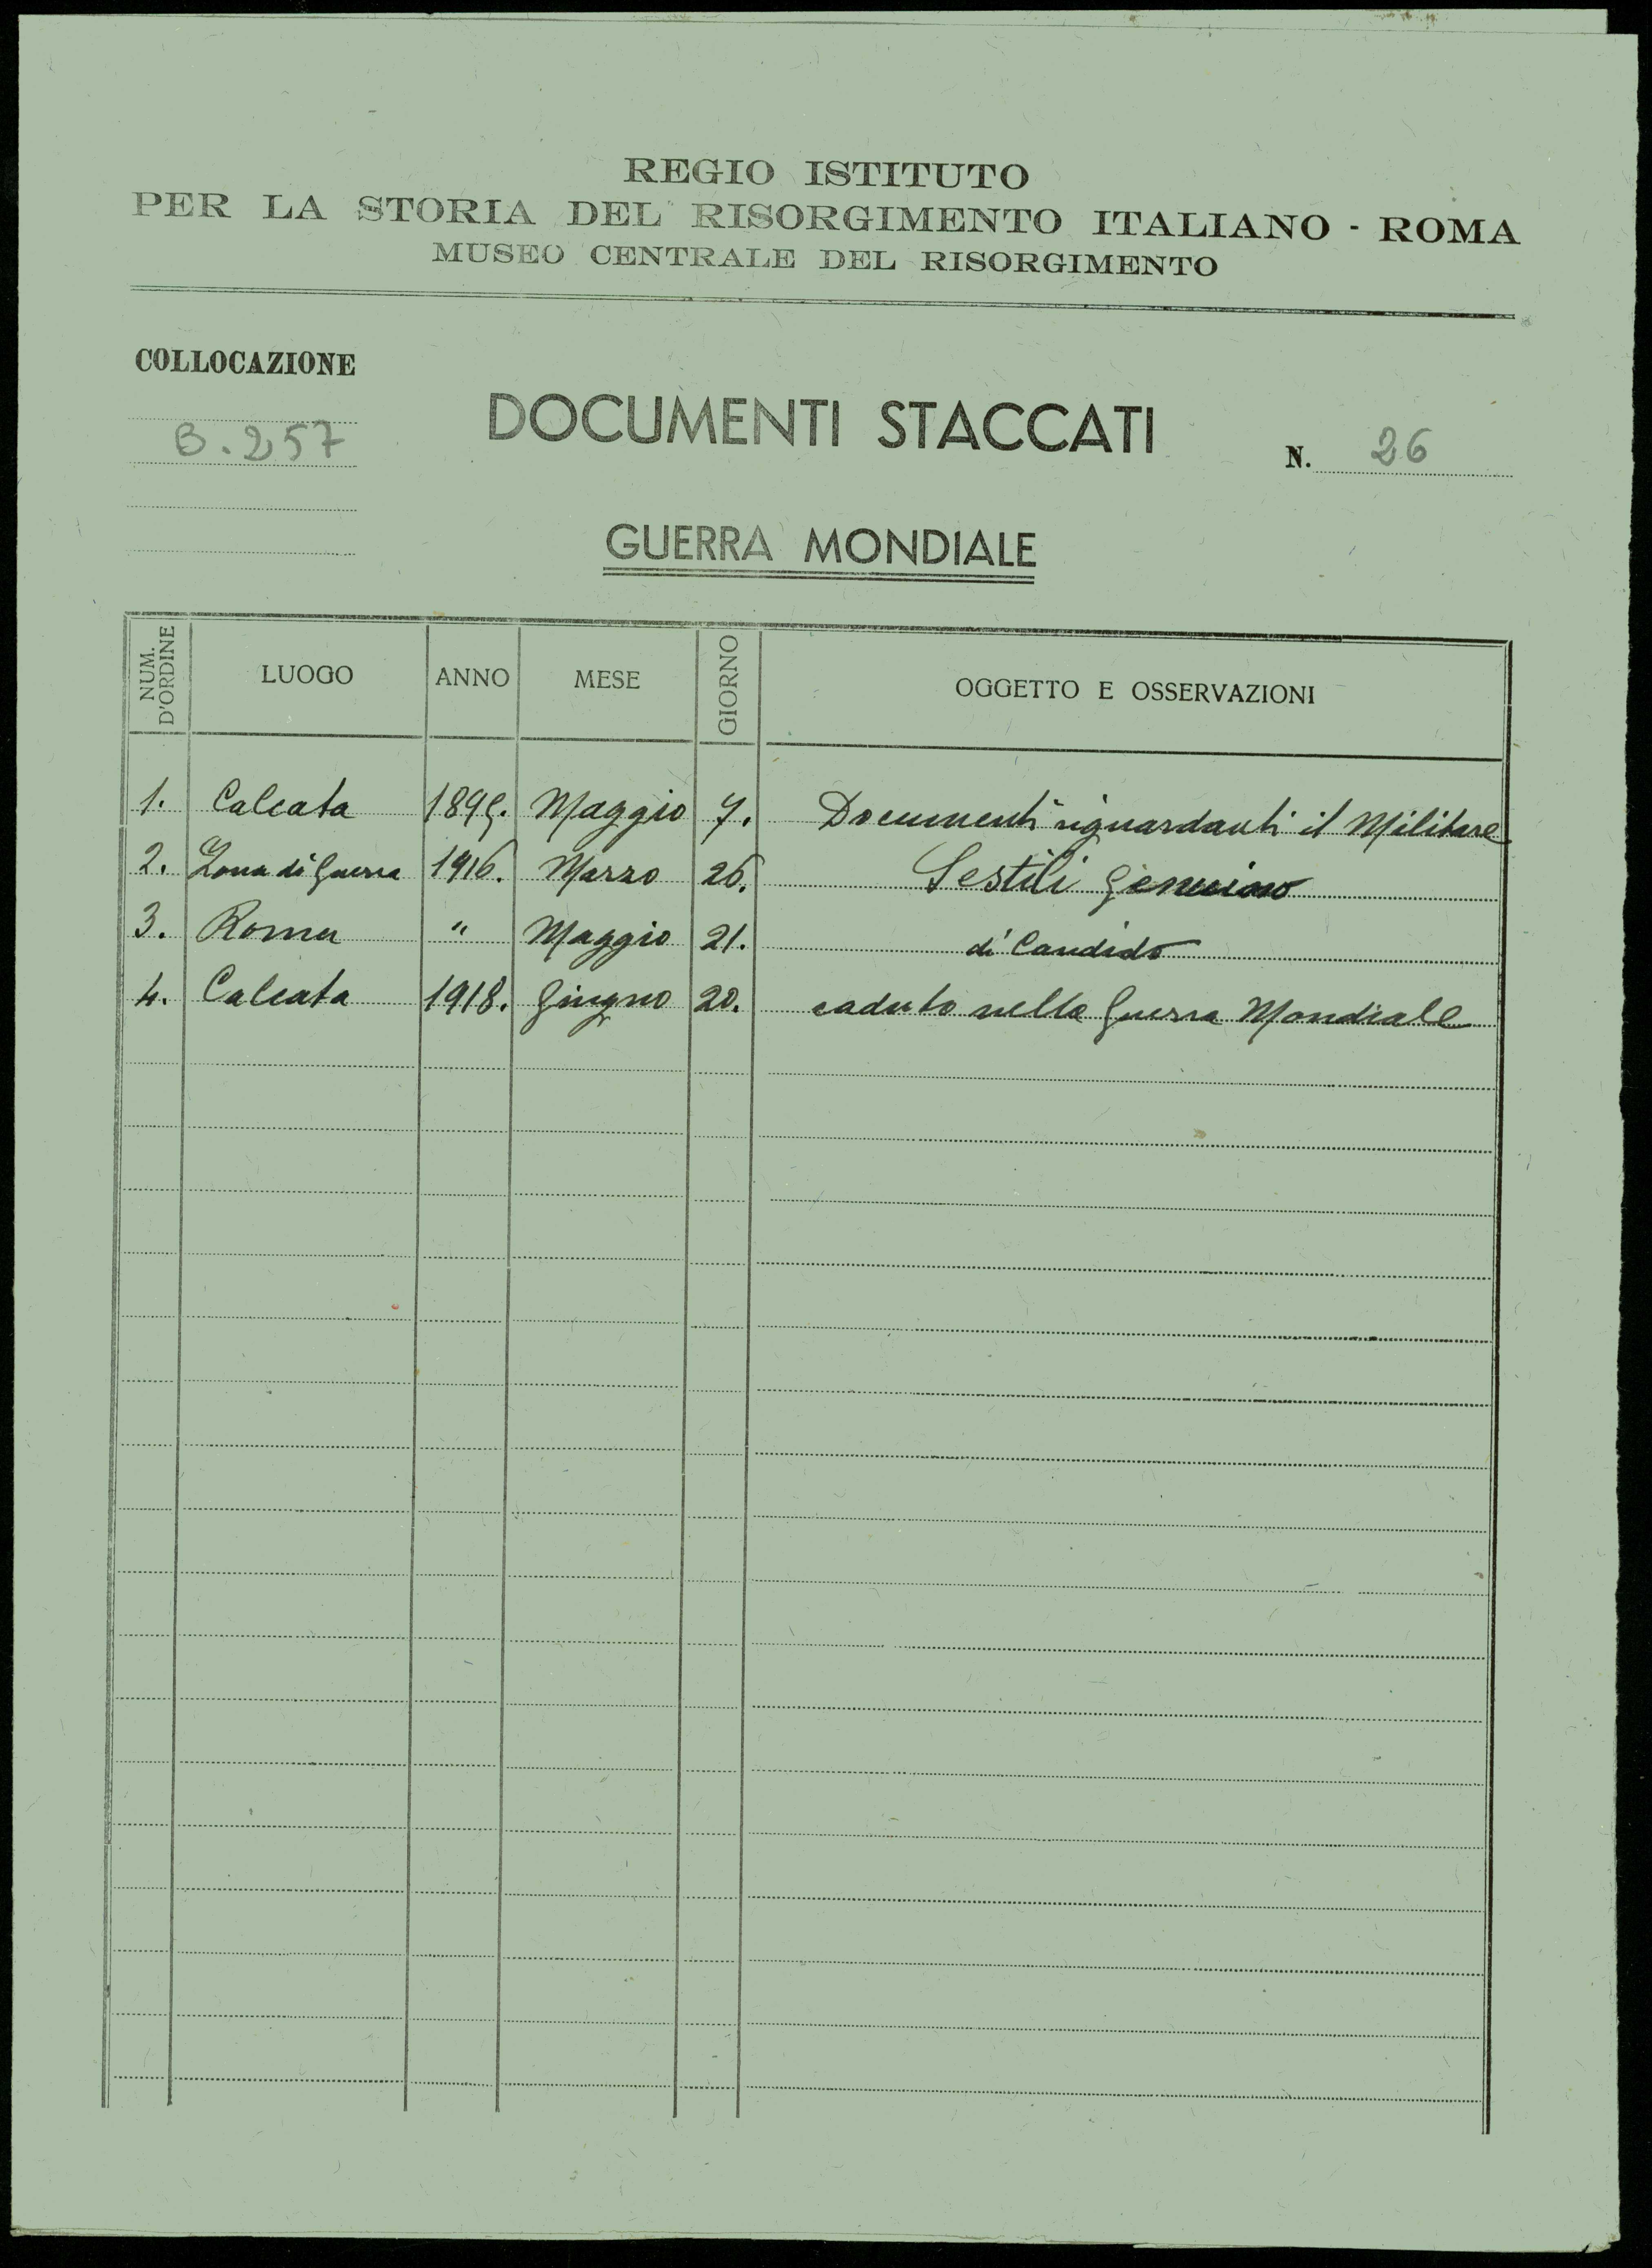 REGIO ISTITUTO
PER LA STORIA DEL RISORGIMENTO ITALIANO - ROMA
MUSEO CENTRALE DEL RISORGIMENTO
COLLOCAZIONE
B. 257
DOCUMENTI STACCATI
N. 26
GUERRA MONDIALE
NUM. D'ORDINE LUOGO ANNO MESE GIORNO OGGETTO E OSSERVAZIONI
1. Calcata 1895. Maggio 7. Documenti riguardanti il Militare
2. Zona di Guerra 1916. Marzo 26. Sestili Genuino
3. Roma " Maggio 21. di Candido
4. Calcata 1918. Giugno 20. caduto nella Guerra Mondiale